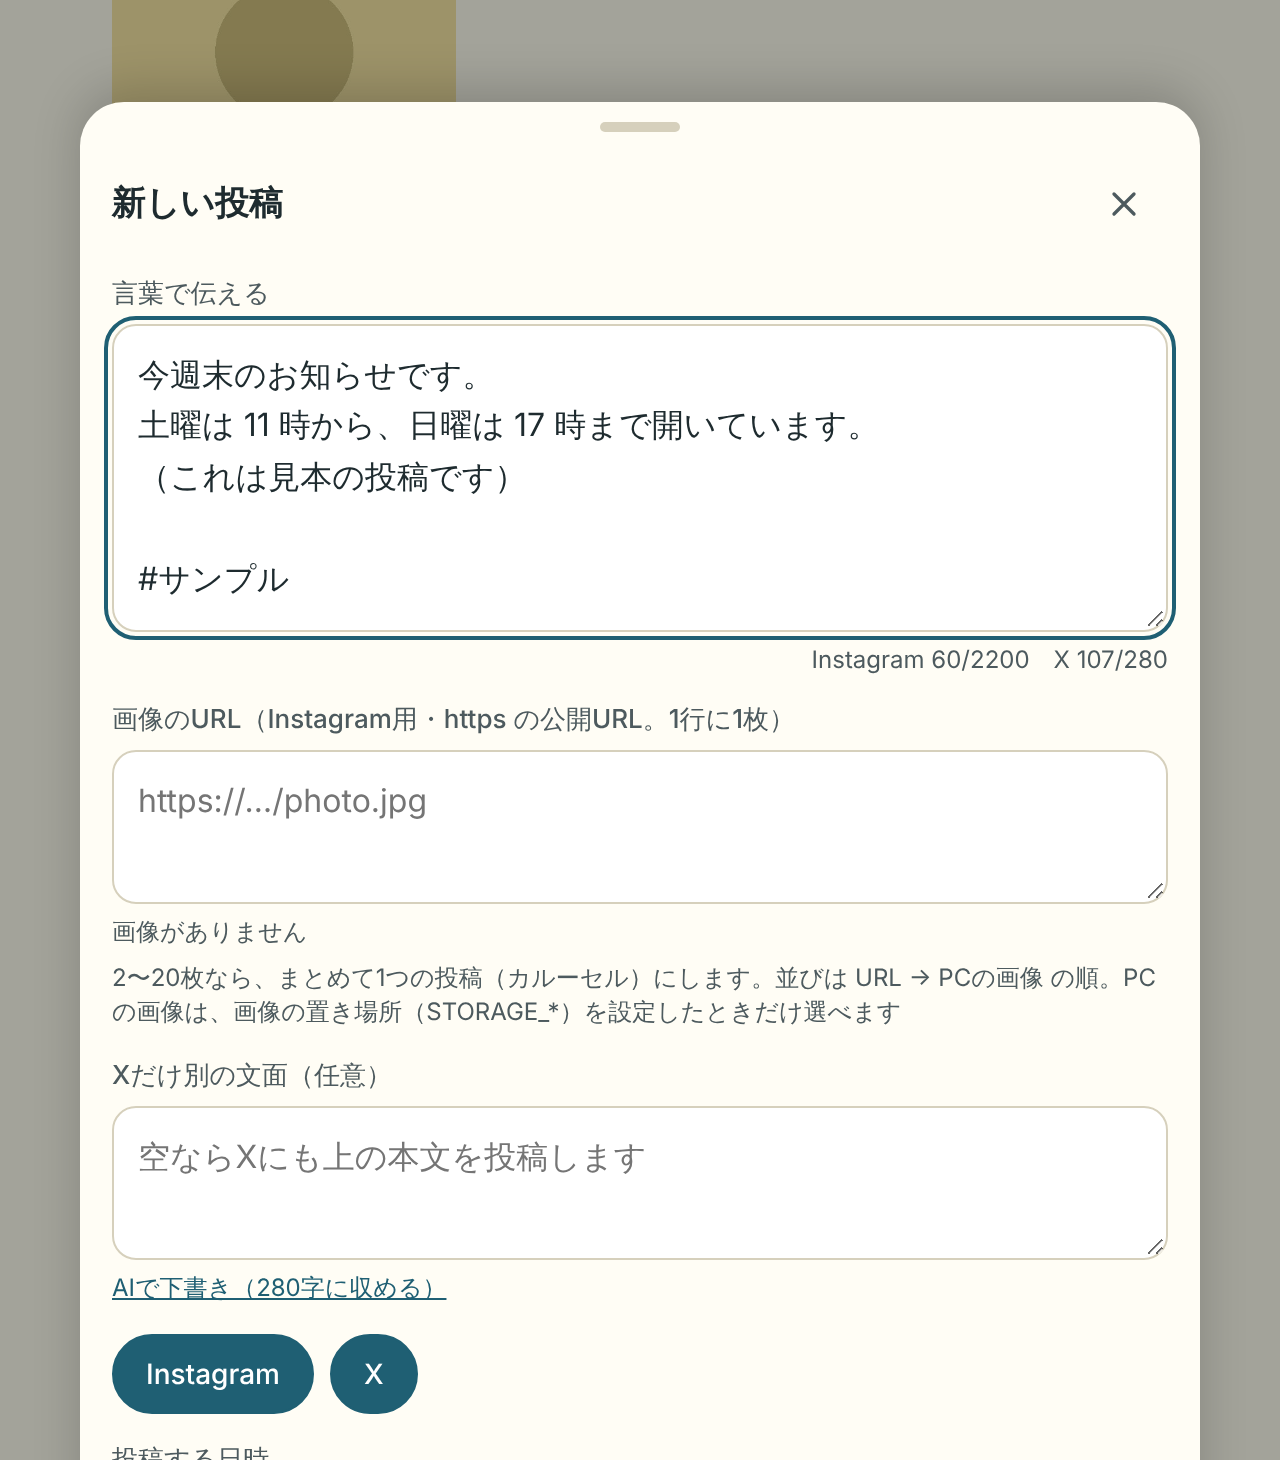 新しい投稿
言葉で伝える
今週末のお知らせです。
土曜は 11 時から、日曜は 17 時まで開いています。
（これは見本の投稿です）
#サンプル
Instagram 60/2200 X 107/280
画像のURL（Instagram用・https の公開URL。1行に1枚）
https://…/photo.jpg
画像がありません
2〜20枚なら、まとめて1つの投稿（カルーセル）にします。並びは URL → PCの画像 の順。PC
の画像は、画像の置き場所（STORAGE_*）を設定したときだけ選べます
Xだけ別の文面（任意）
空ならXにも上の本文を投稿します
AIで下書き（280字に収める）
Instagram X
投稿する日時